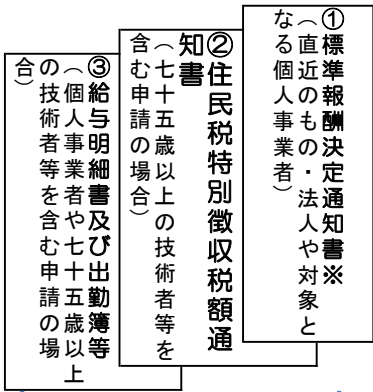 ①標準報酬決定通知書※
（直近のもの・法人や対象と
なる個人事業者）
②住民税特別徴収税額通
知書
（七十五歳以上の技術者等を
含む申請の場合）
③給与明細書及び出勤簿等
（個人事業者や七十五歳以上
の技術者等を含む申請の場
合）